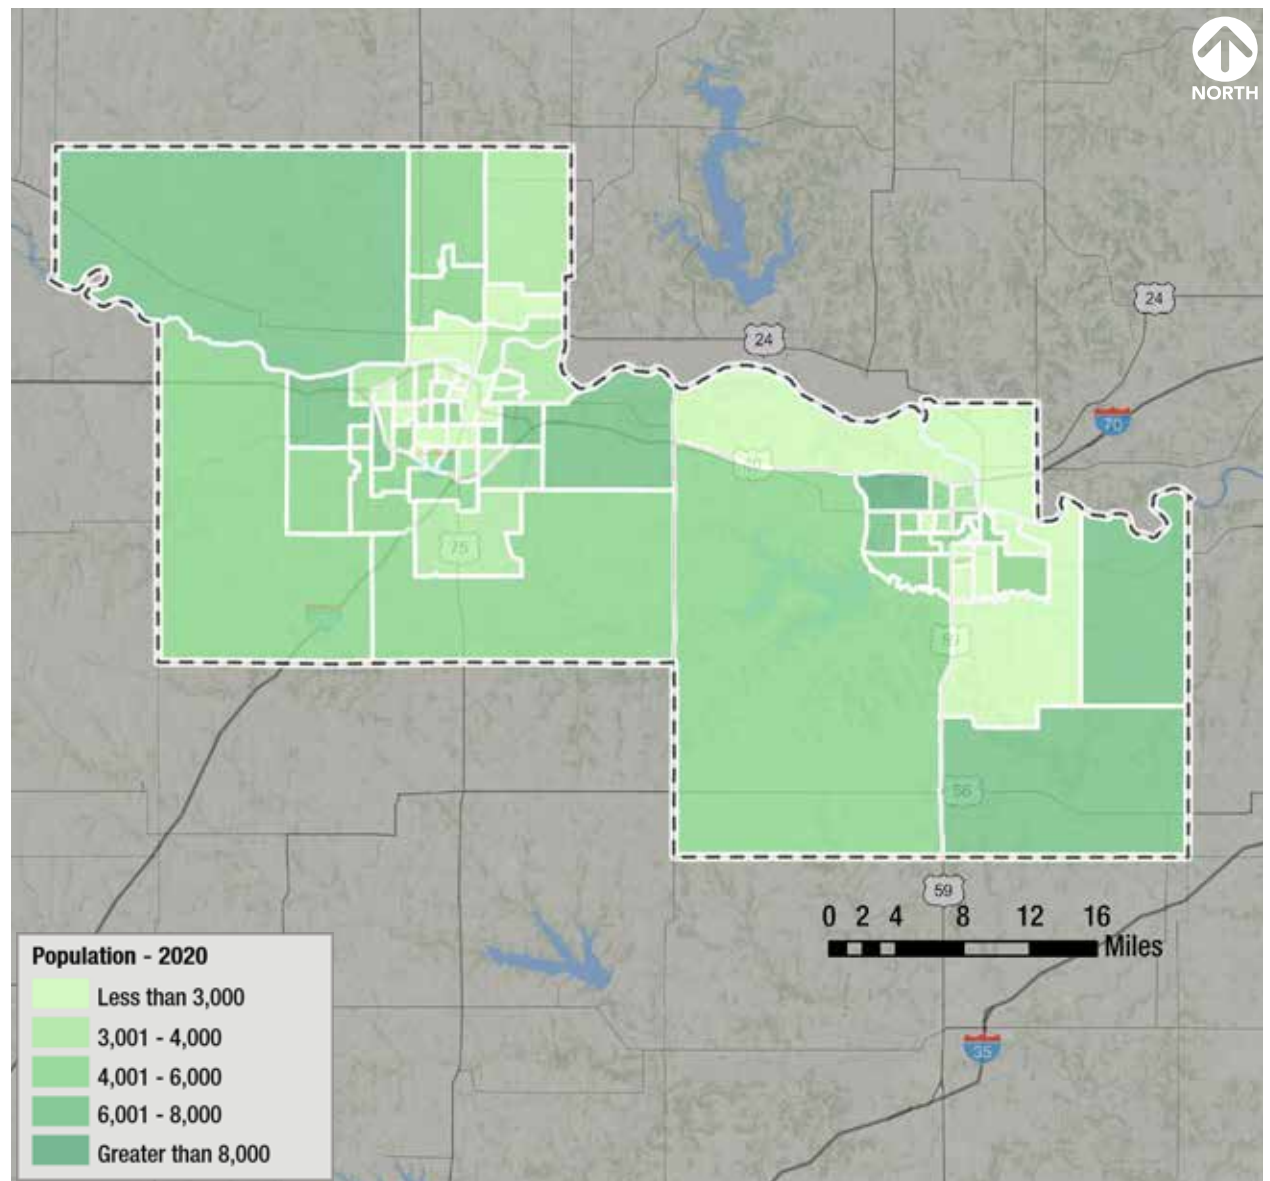 NORTH
24
24
70
40
75
59
56
59
0 2 4 8 12 16
Miles
Population - 2020
Less than 3,000
3,001 - 4,000
4,001 - 6,000
6,001 - 8,000
Greater than 8,000
35